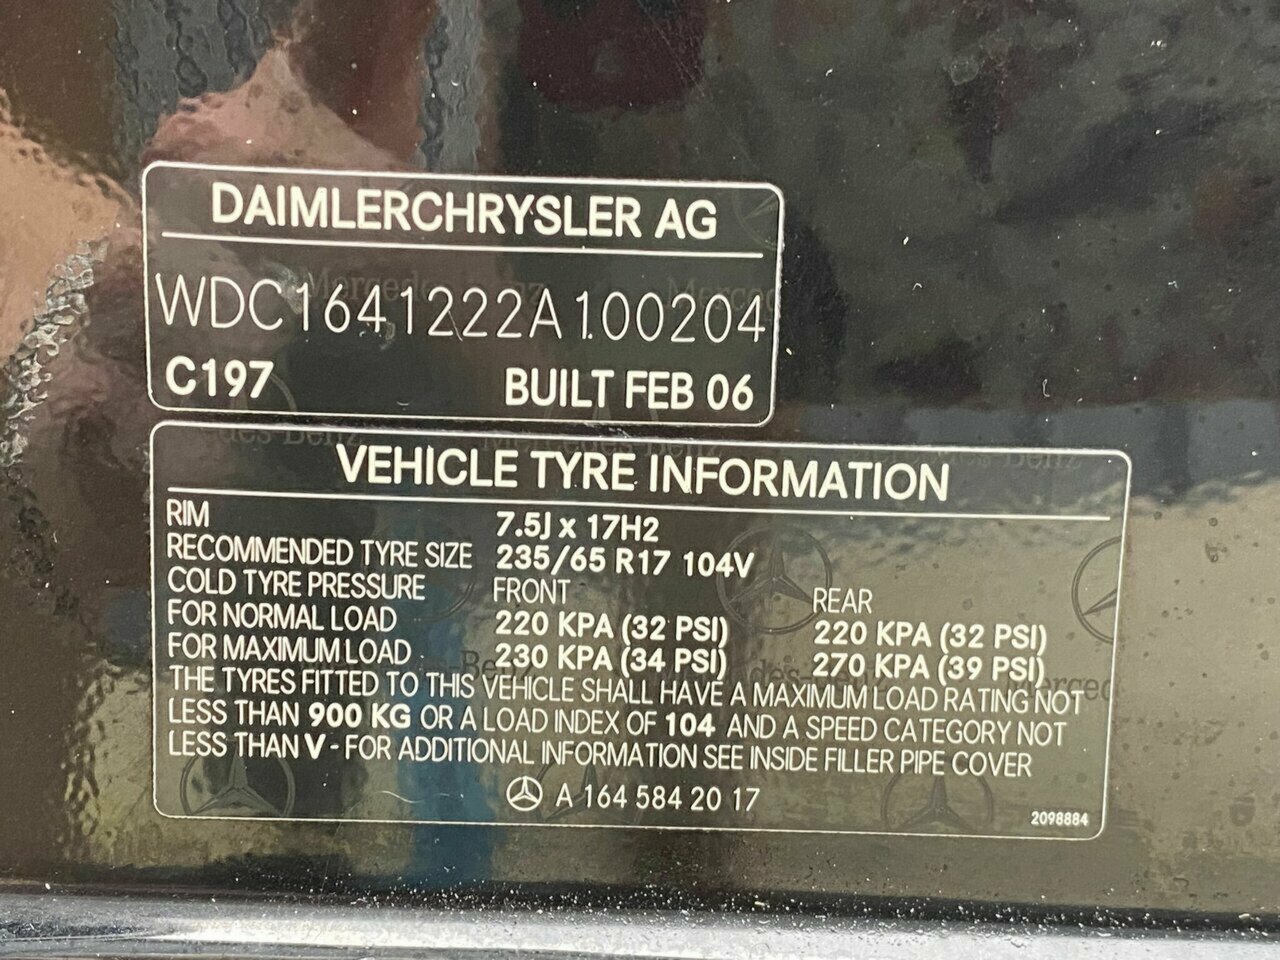 DAIMLERCHRYSLER AG
WDC1641222A100204
C197 BUILT FEB 06
VEHICLE TYRE INFORMATION
RIM 7.5J x 17H2
RECOMMENDED TYRE SIZE 235/65 R17 104V
COLD TYRE PRESSURE FRONT REAR
FOR NORMAL LOAD 220 KPA (32 PSI) 220 KPA (32 PSI)
FOR MAXIMUM LOAD 230 KPA (34 PSI) 270 KPA (39 PSI)
THE TYRES FITTED TO THIS VEHICLE SHALL HAVE A MAXIMUM LOAD RATING NOT
LESS THAN 900 KG OR A LOAD INDEX OF 104 AND A SPEED CATEGORY NOT
LESS THAN V - FOR ADDITIONAL INFORMATION SEE INSIDE FILLER PIPE COVER
A 164 584 20 17
2098884